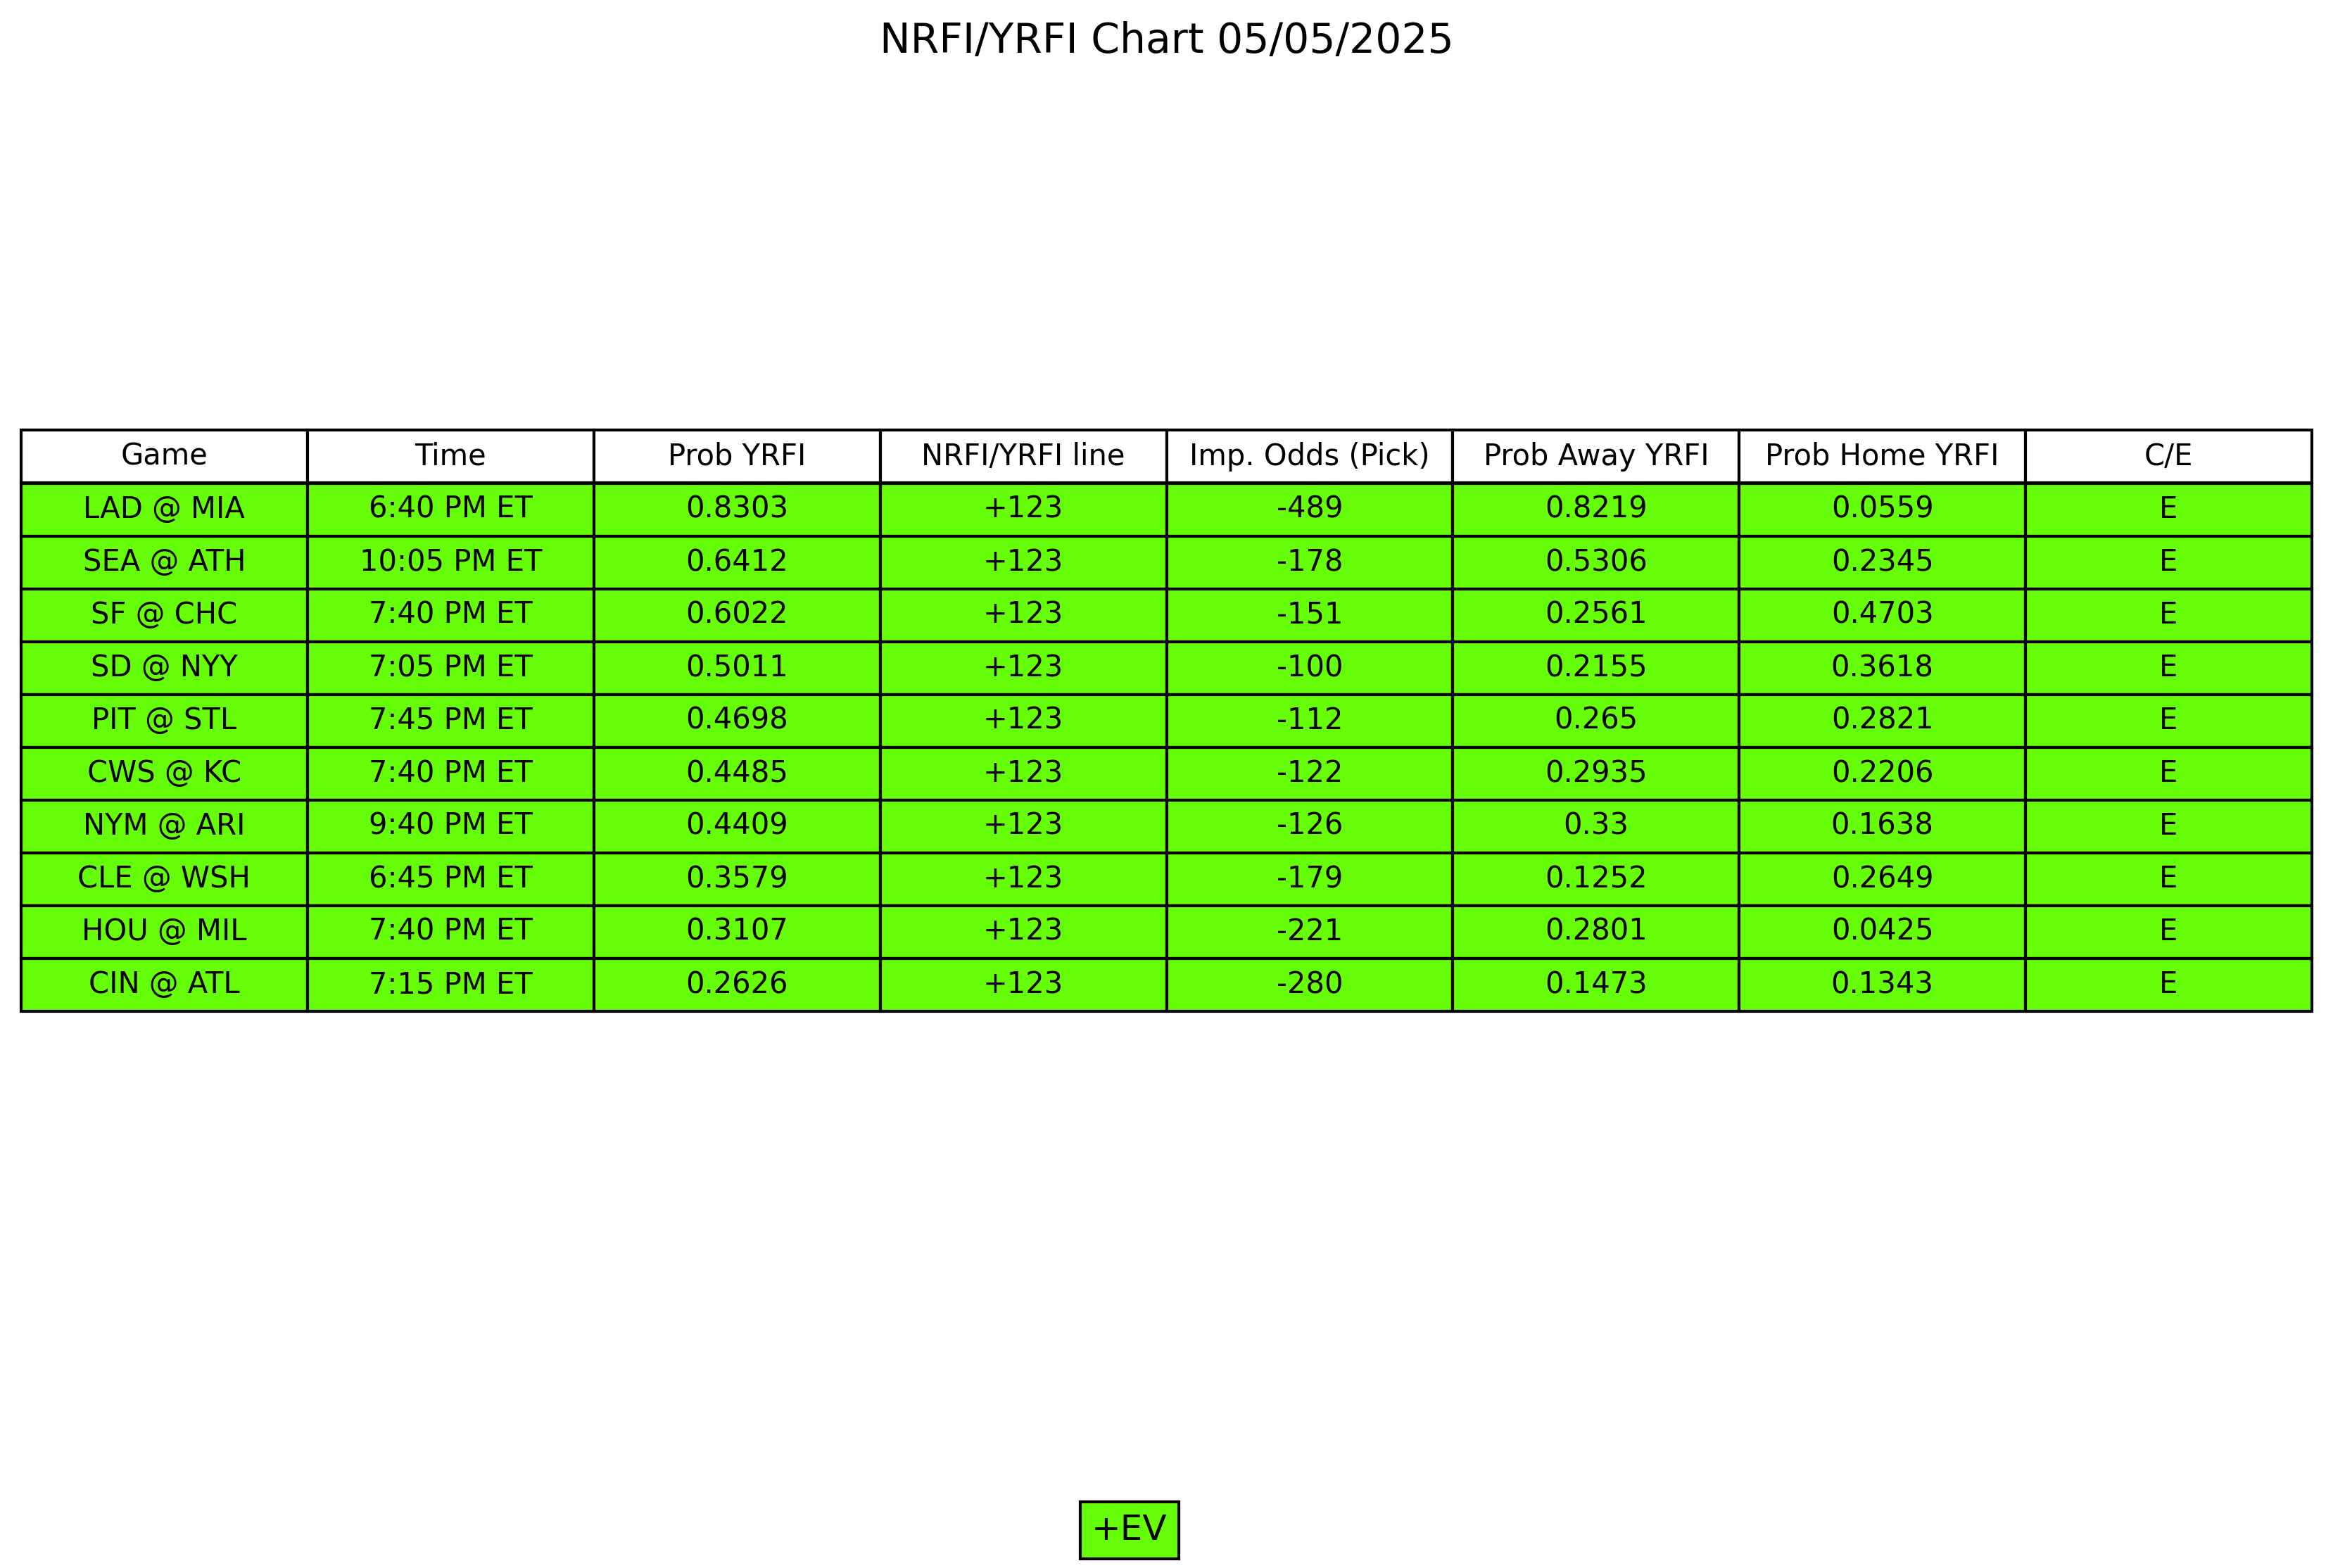 NRFI/YRFI Chart 05/05/2025
Game Time Prob YRFI NRFI/YRFI line Imp. Odds (Pick) Prob Away YRFI Prob Home YRFI C/E
LAD @ MIA 6:40 PM ET 0.8303 +123 -489 0.8219 0.0559 E
SEA @ ATH 10:05 PM ET 0.6412 +123 -178 0.5306 0.2345 E
SF @ CHC 7:40 PM ET 0.6022 +123 -151 0.2561 0.4703 E
SD @ NYY 7:05 PM ET 0.5011 +123 -100 0.2155 0.3618 E
PIT @ STL 7:45 PM ET 0.4698 +123 -112 0.265 0.2821 E
CWS @ KC 7:40 PM ET 0.4485 +123 -122 0.2935 0.2206 E
NYM @ ARI 9:40 PM ET 0.4409 +123 -126 0.33 0.1638 E
CLE @ WSH 6:45 PM ET 0.3579 +123 -179 0.1252 0.2649 E
HOU @ MIL 7:40 PM ET 0.3107 +123 -221 0.2801 0.0425 E
CIN @ ATL 7:15 PM ET 0.2626 +123 -280 0.1473 0.1343 E
+EV